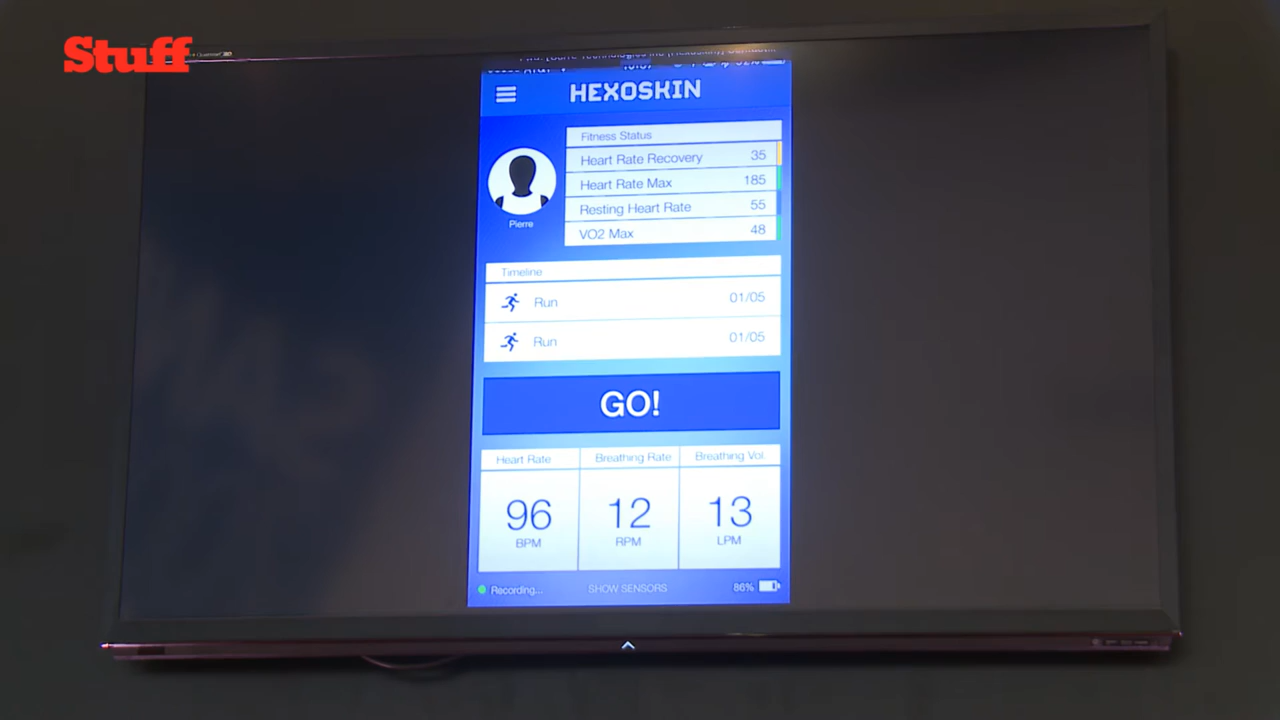 Stuff
HEXOSKIN
Fitness Status
Heart Rate Recovery 35
Heart Rate Max 185
Resting Heart Rate 55
VO2 Max 48
Pierre
Timeline
Run 01/05
Run 01/05
GO!
Heart Rate Breathing Rate Breathing Vol.
96 12 13
BPM RPM LPM
Recording... SHOW SENSORS 86%